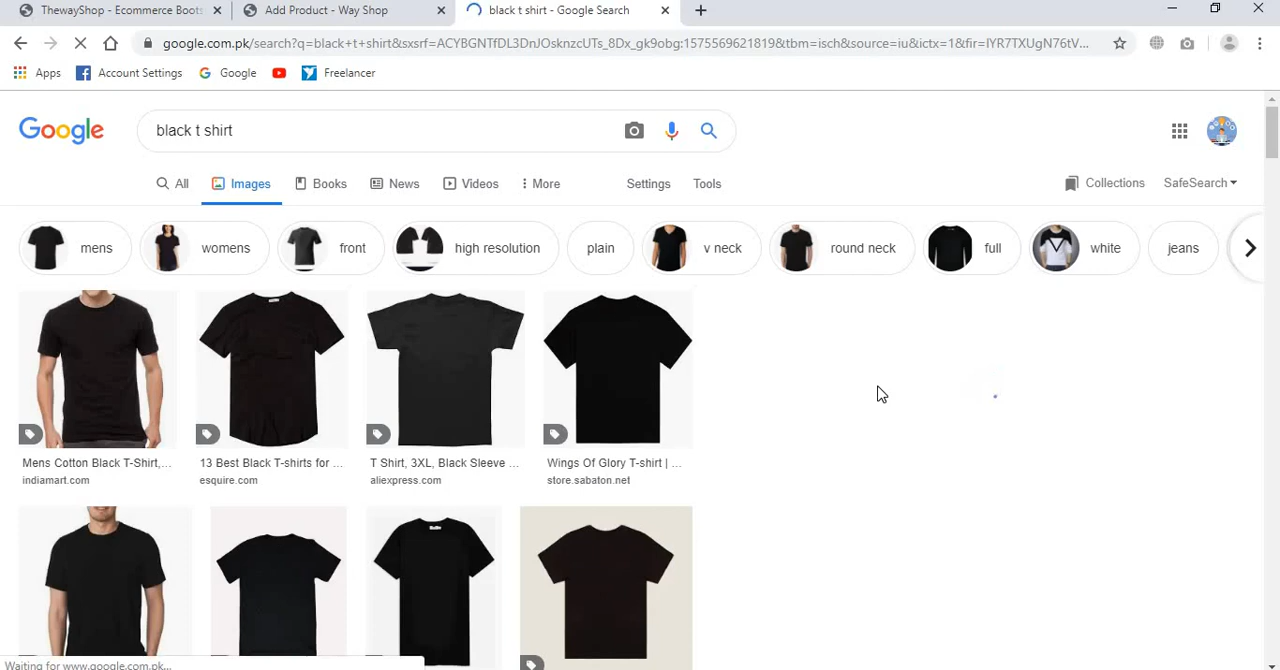 ThewayShop - Ecommerce Boots
Add Product - Way Shop
black t shirt - Google Search
google.com.pk/search?q=black+t+shirt&sxsrf=ACYBGNTfDL3DnJOsknzcUTs_8Dx_gk9obg:1575569621819&tbm=isch&source=iu&ictx=1&fir=IYR7TXUgN76tV...
Apps
Account Settings
Google
Freelancer
Google
black t shirt
All
Images
Books
News
Videos
More
Settings
Tools
Collections
SafeSearch
mens
womens
front
high resolution
plain
v neck
round neck
full
white
jeans
Mens Cotton Black T-Shirt,...
indiamart.com
13 Best Black T-shirts for ...
esquire.com
T Shirt, 3XL, Black Sleeve ...
aliexpress.com
Wings Of Glory T-shirt | ...
store.sabaton.net
Waiting for www.google.com.pk...